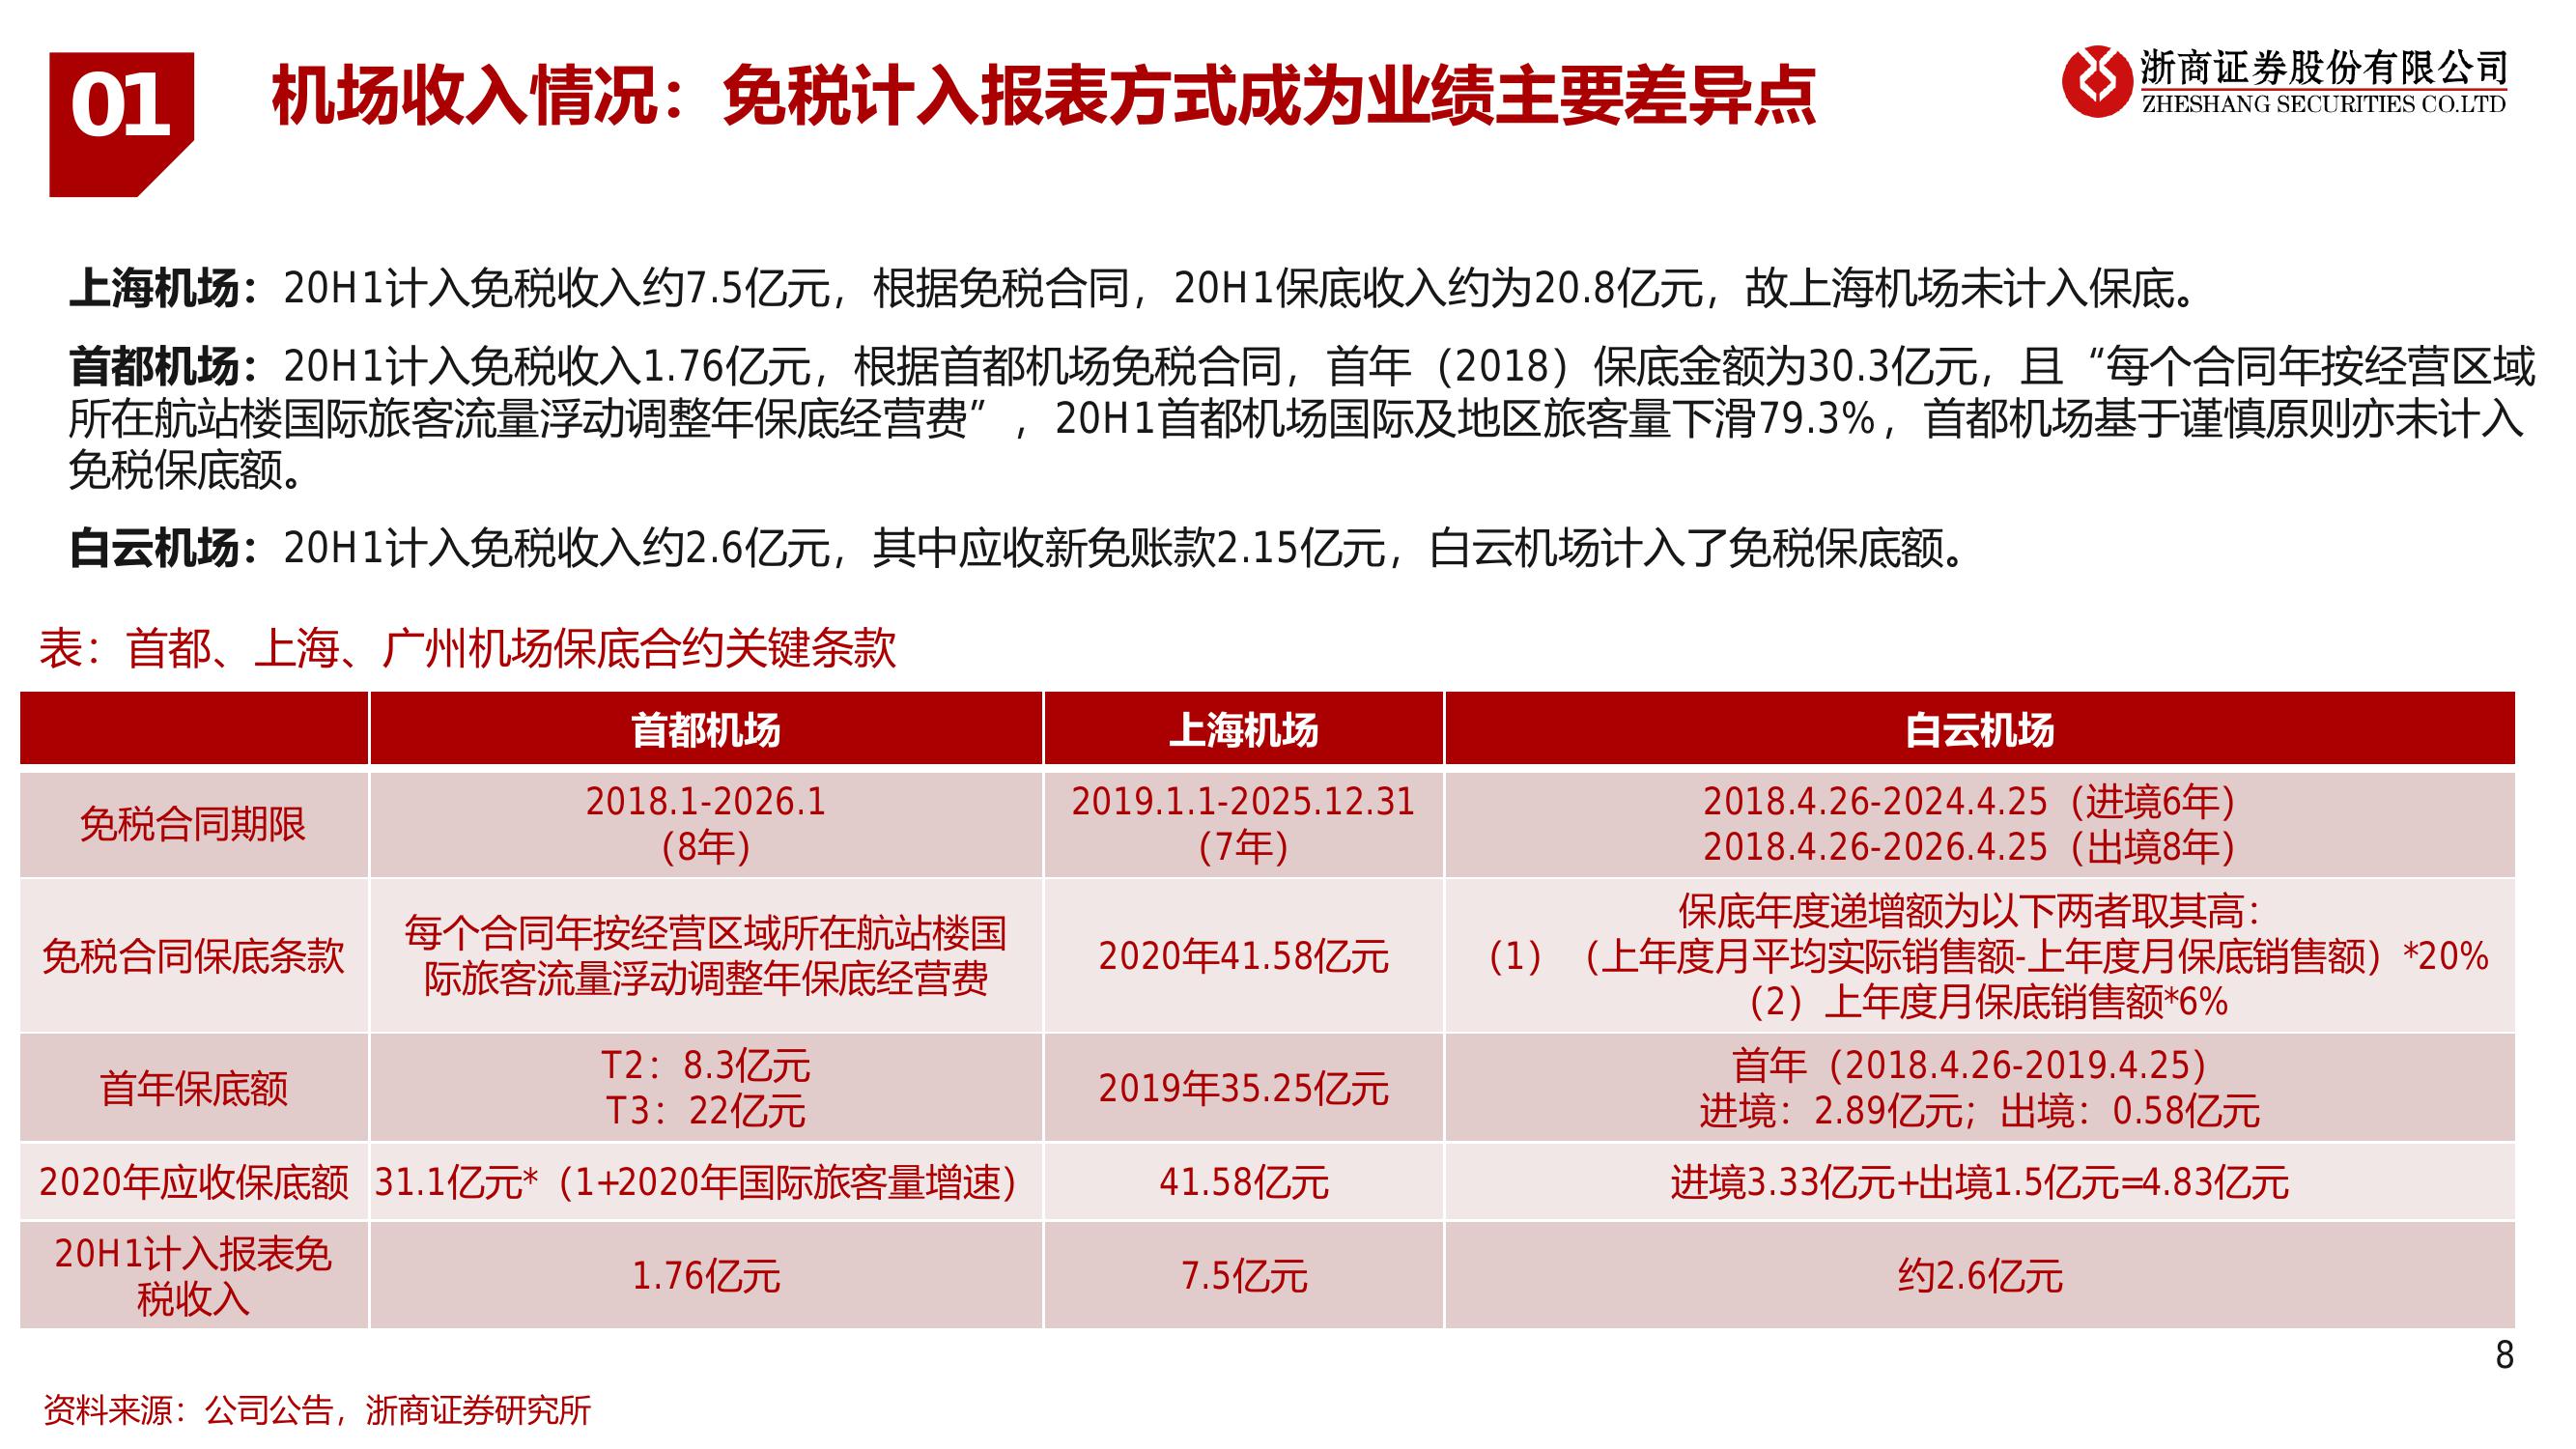 01
机场收入情况：免税计入报表方式成为业绩主要差异点
浙商证券股份有限公司
ZHESHANG SECURITIES CO.LTD
上海机场：20H1计入免税收入约7.5亿元，根据免税合同，20H1保底收入约为20.8亿元，故上海机场未计入保底。
首都机场：20H1计入免税收入1.76亿元，根据首都机场免税合同，首年（2018）保底金额为30.3亿元，且“每个合同年按经营区域
所在航站楼国际旅客流量浮动调整年保底经营费”，20H1首都机场国际及地区旅客量下滑79.3%，首都机场基于谨慎原则亦未计入
免税保底额。
白云机场：20H1计入免税收入约2.6亿元，其中应收新免账款2.15亿元，白云机场计入了免税保底额。
表：首都、上海、广州机场保底合约关键条款
首都机场 上海机场 白云机场
免税合同期限
2018.1-2026.1
（8年）
2019.1.1-2025.12.31
（7年）
2018.4.26-2024.4.25（进境6年）
2018.4.26-2026.4.25（出境8年）
免税合同保底条款
每个合同年按经营区域所在航站楼国
际旅客流量浮动调整年保底经营费
2020年41.58亿元
保底年度递增额为以下两者取其高：
（1）（上年度月平均实际销售额-上年度月保底销售额）*20%
（2）上年度月保底销售额*6%
首年保底额
T2：8.3亿元
T3：22亿元
2019年35.25亿元
首年（2018.4.26-2019.4.25）
进境：2.89亿元；出境：0.58亿元
2020年应收保底额
31.1亿元*（1+2020年国际旅客量增速）
41.58亿元
进境3.33亿元+出境1.5亿元=4.83亿元
20H1计入报表免
税收入
1.76亿元
7.5亿元
约2.6亿元
8
资料来源：公司公告，浙商证券研究所